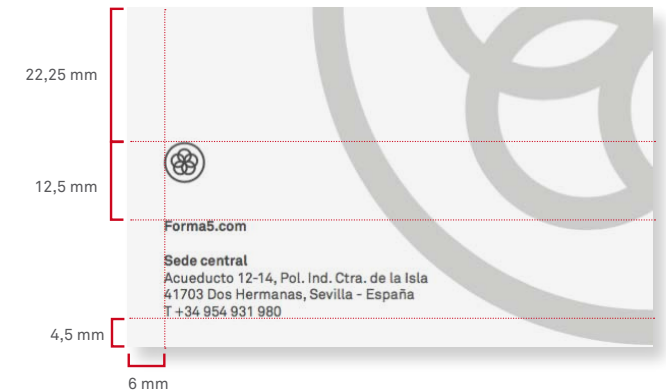 22,25 mm
12,5 mm
Forma5.com
Sede central
Acueducto 12-14, Pol. Ind. Ctra. de la Isla
41703 Dos Hermanas, Sevilla - España
T +34 954 931 980
4,5 mm
6 mm